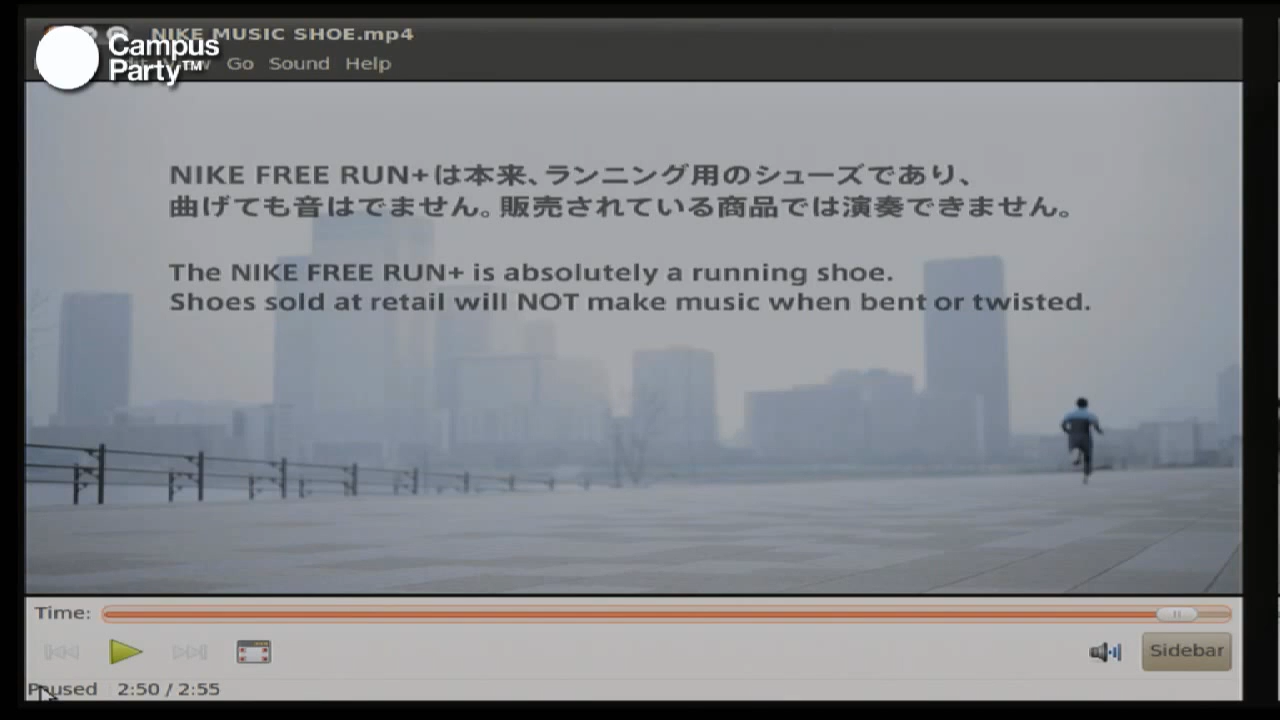 NIKE MUSIC SHOE.mp4
Campus
Party™
Go Sound Help
NIKE FREE RUN+は本来、ランニング用のシューズであり、
曲げても音はでません。販売されている商品では演奏できません。
The NIKE FREE RUN+ is absolutely a running shoe.
Shoes sold at retail will NOT make music when bent or twisted.
Time:
Sidebar
Paused 2:50 / 2:55